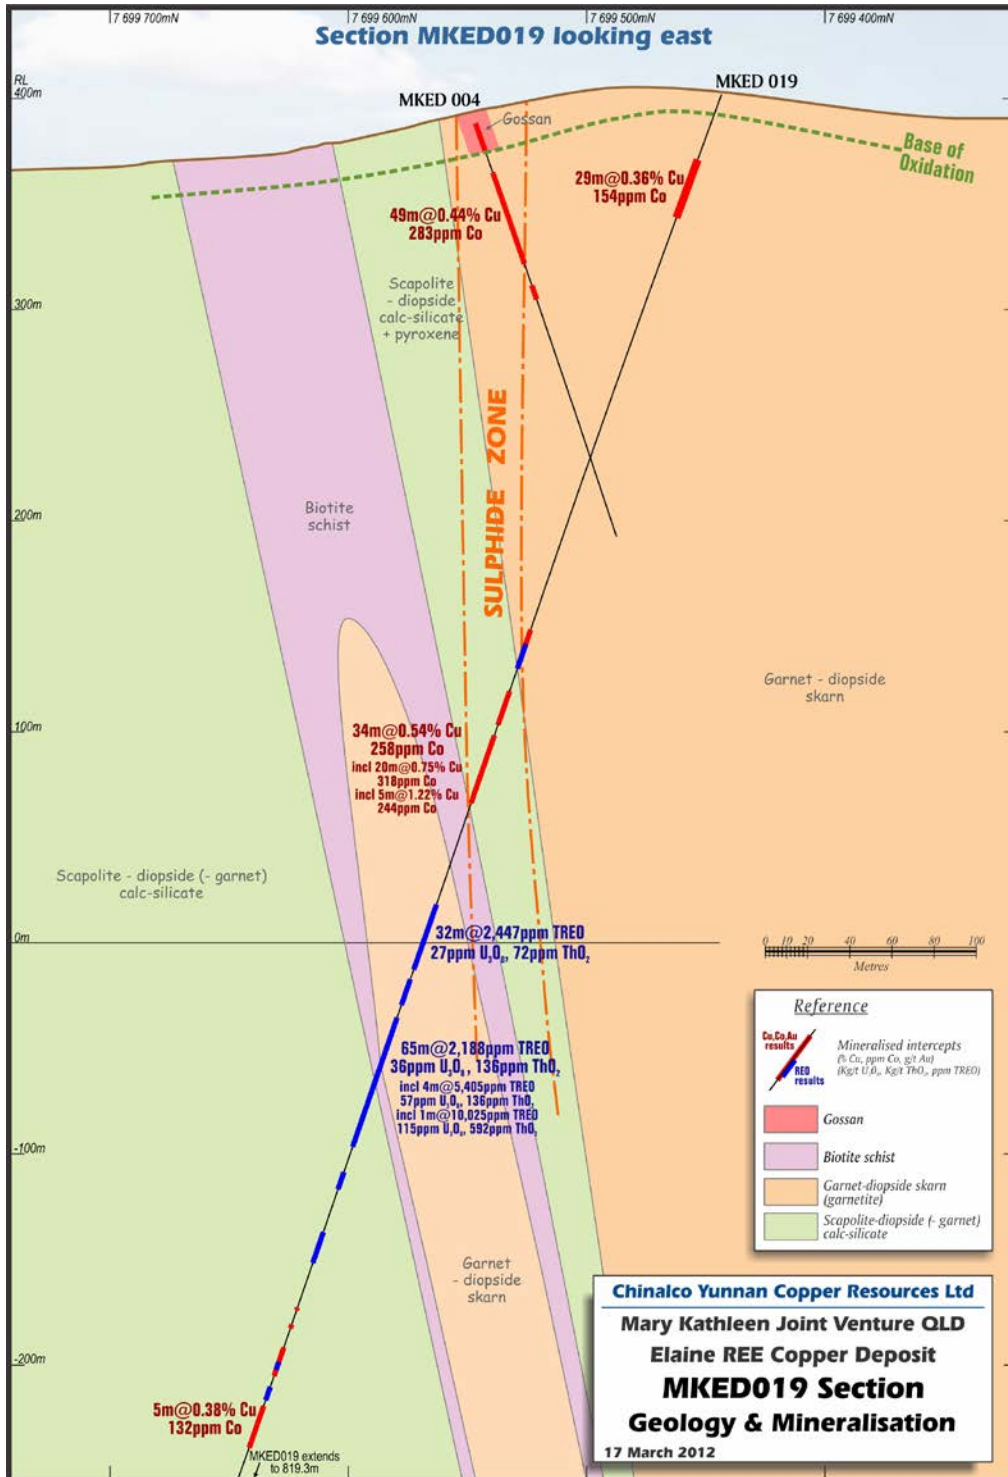 7 699 700mN
7 699 600mN
7 699 500mN
7 699 400mN
Section MKED019 looking east
RL
400m
MKED 004
MKED 019
Gossan
Base of
Oxidation
29m@0.36% Cu
154ppm Co
49m@0.44% Cu
283ppm Co
Scapolite
- diopside
calc-silicate
+ pyroxene
300m
SULPHIDE ZONE
Biotite
schist
200m
Garnet - diopside
skarn
100m
34m@0.54% Cu
258ppm Co
incl 20m@0.75% Cu
318ppm Co
incl 5m@1.22% Cu
244ppm Co
Scapolite - diopside (- garnet)
calc-silicate
0m
32m@2,447ppm TREO
27ppm U₃O₈, 72ppm ThO₂
0 10 20 40 60 80 100
Metres
65m@2,188ppm TREO
36ppm U₃O₈, 136ppm ThO₂
incl 4m@5,405ppm TREO
57ppm U₃O₈, 136ppm ThO₂
incl 1m@10,025ppm TREO
115ppm U₃O₈, 592ppm ThO₂
-100m
Reference
Cu,Co,Au
results
REO
results
Mineralised intercepts
(% Cu, ppm Co, g/t Au)
(Kg/t U₃O₈, Kg/t ThO₂, ppm TREO)
Gossan
Biotite schist
Garnet-diopside skarn
(garnetite)
Scapolite-diopside (- garnet)
calc-silicate
Garnet
- diopside
skarn
-200m
5m@0.38% Cu
132ppm Co
MKED019 extends
to 819.3m
Chinalco Yunnan Copper Resources Ltd
Mary Kathleen Joint Venture QLD
Elaine REE Copper Deposit
MKED019 Section
Geology & Mineralisation
17 March 2012